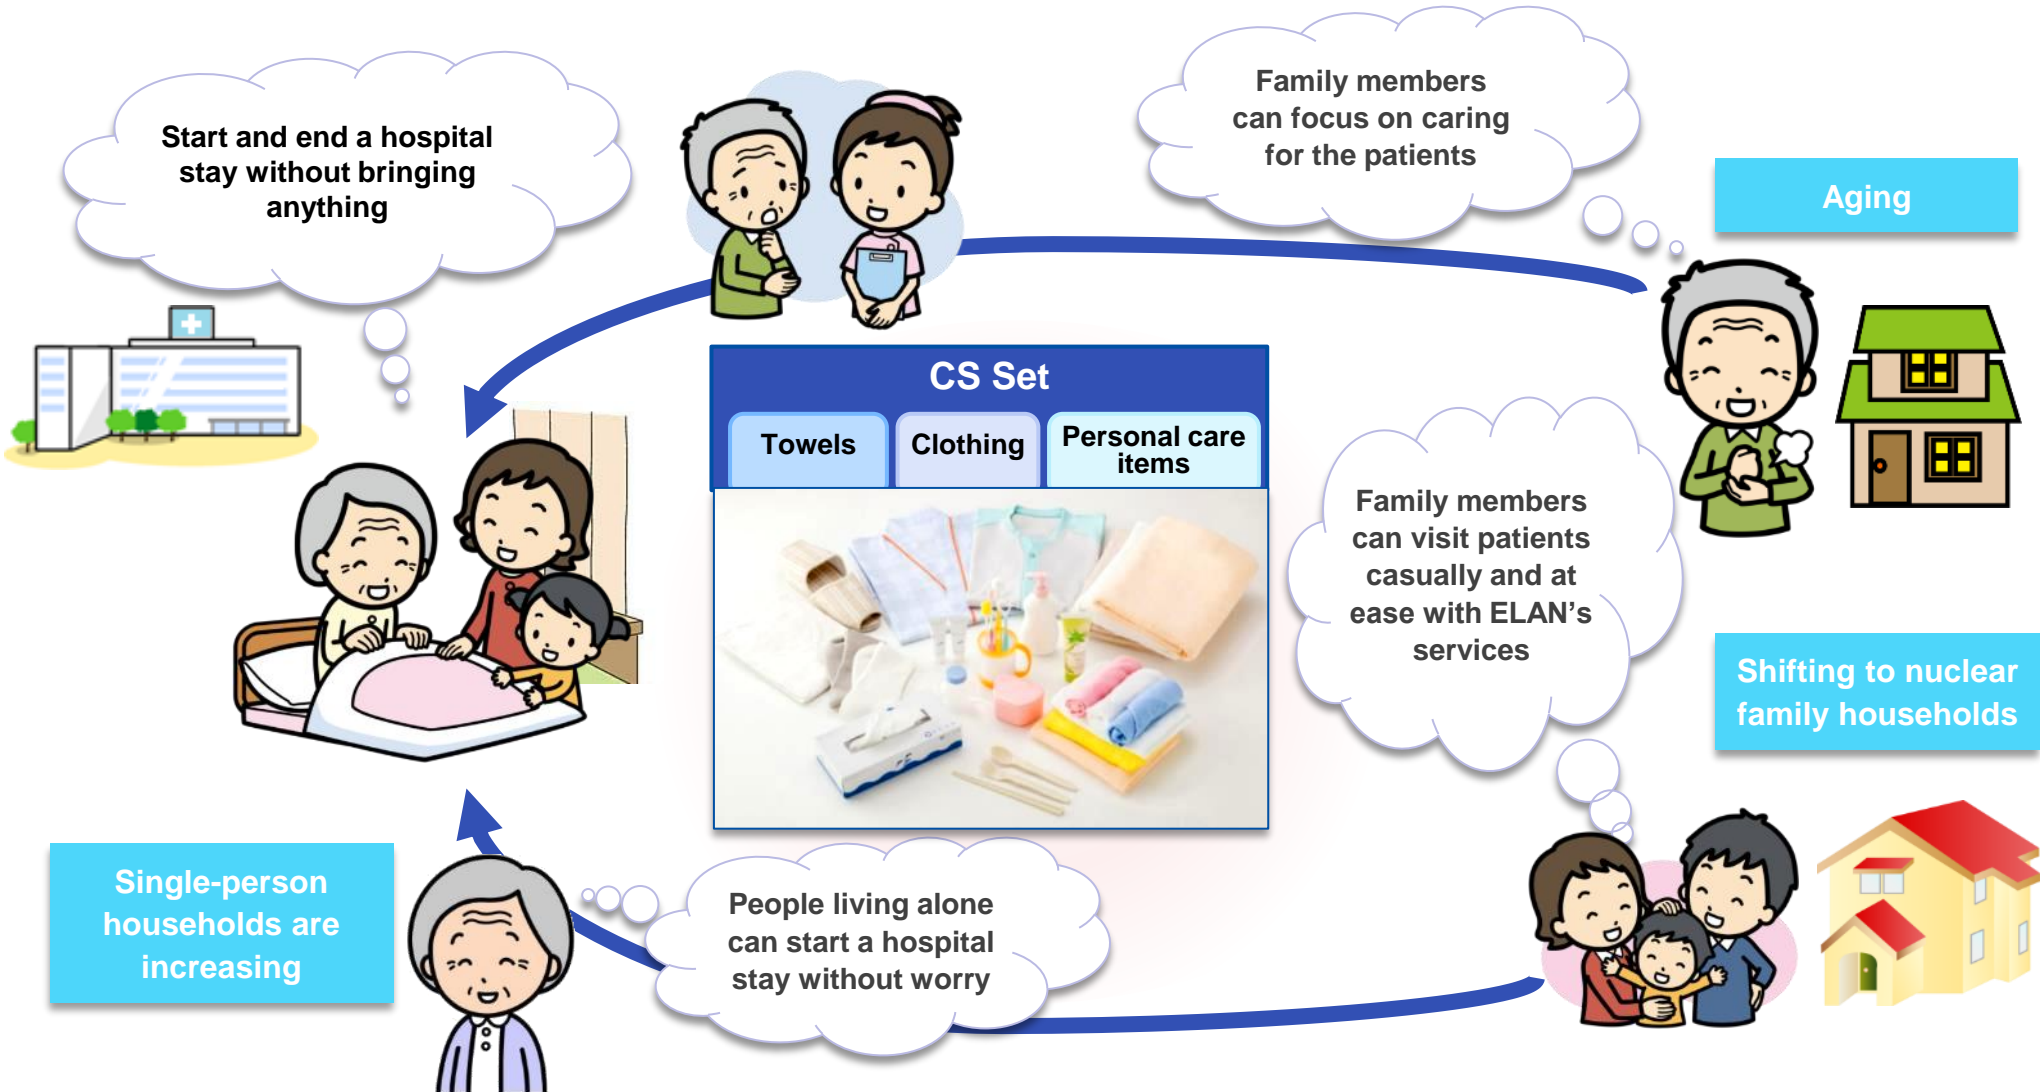 Start and end a hospital
stay without bringing
anything
Family members
can focus on caring
for the patients
Aging
CS Set
Towels
Clothing
Personal care
items
Family members
can visit patients
casually and at
ease with ELAN’s
services
Shifting to nuclear
family households
Single-person
households are
increasing
People living alone
can start a hospital
stay without worry